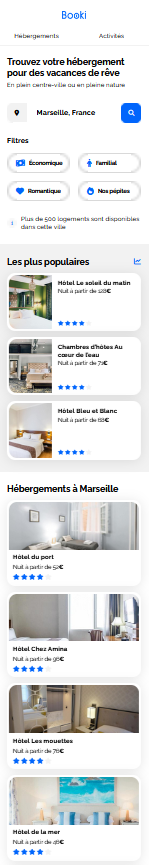 Booki
Hébergements Activités
Trouvez votre hébergement
pour des vacances de rêve
En plein centre-ville ou en pleine nature
Marseille, France
Filtres
Économique Familial
Romantique Nos pépites
Plus de 500 logements sont disponibles
dans cette ville
Les plus populaires
Hôtel Le soleil du matin
Nuit à partir de 128€
Chambres d'hôtes Au
cœur de l'eau
Nuit à partir de 71€
Hôtel Bleu et Blanc
Nuit à partir de 68€
Hébergements à Marseille
Hôtel du port
Nuit à partir de 52€
Hôtel Chez Amina
Nuit à partir de 96€
Hôtel Les mouettes
Nuit à partir de 76€
Hôtel de la mer
Nuit à partir de 46€